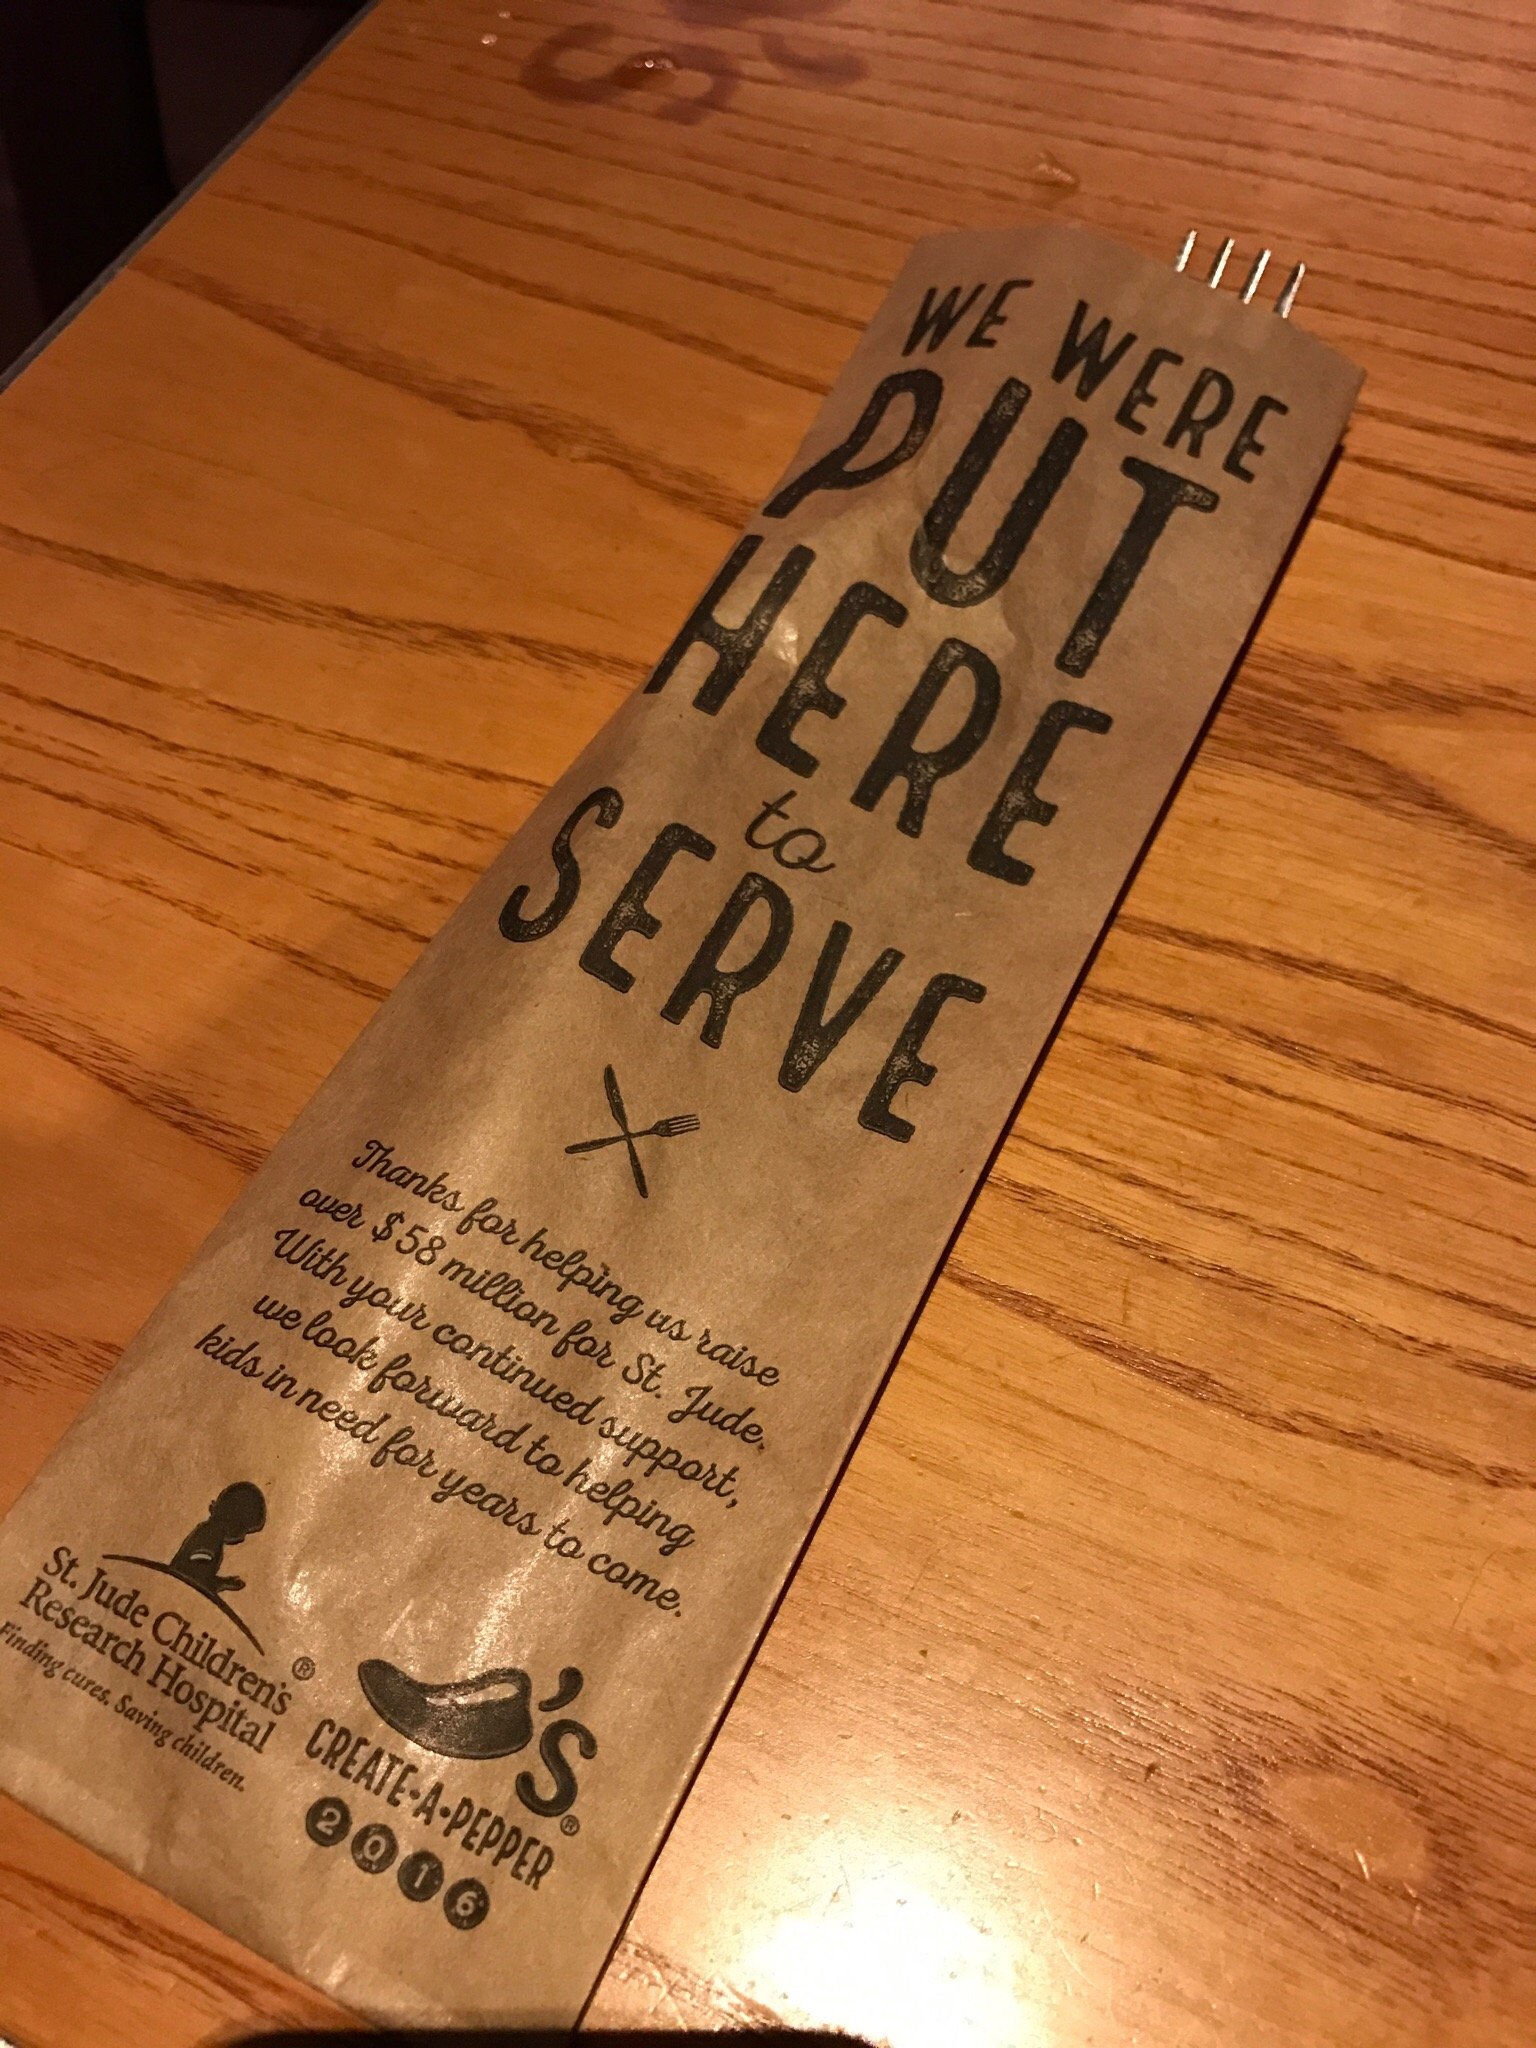 WE WERE
PUT
HERE
to
SERVE
Thanks for helping us raise
over $58 million for St. Jude.
With your continued support,
we look forward to helping
kids in need for years to come.
St. Jude Children's
Research Hospital
®
Finding cures. Saving children.
's®
CREATE-A-PEPPER
2016